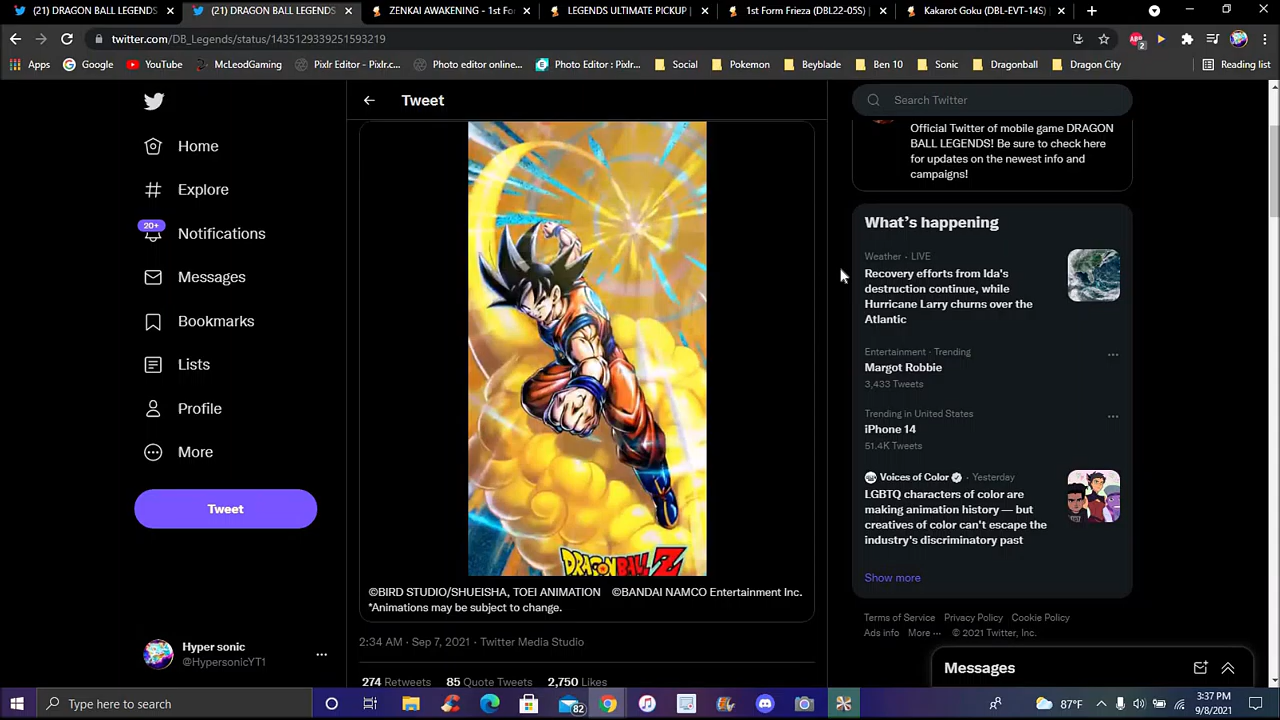 (21) DRAGON BALL LEGENDS
(21) DRAGON BALL LEGENDS
ZENKAI AWAKENING - 1st Fo
LEGENDS ULTIMATE PICKUP
1st Form Frieza (DBL22-05S)
Kakarot Goku (DBL-EVT-14S)
twitter.com/DB_Legends/status/1435129339251593219
2
Apps
Google
YouTube
McLeodGaming
Pixlr Editor - Pixlr.c...
Photo editor online...
Photo Editor : Pixlr...
Social
Pokemon
Beyblade
Ben 10
Sonic
Dragonball
Dragon City
Reading list
Home
Explore
20+
Notifications
Messages
Bookmarks
Lists
Profile
More
Tweet
Hyper sonic
@HypersonicYT1
Tweet
DRAGONBALL Z
©BIRD STUDIO/SHUEISHA, TOEI ANIMATION ©BANDAI NAMCO Entertainment Inc.
*Animations may be subject to change.
2:34 AM · Sep 7, 2021 · Twitter Media Studio
274 Retweets 85 Quote Tweets 2,750 Likes
Search Twitter
Official Twitter of mobile game DRAGON
BALL LEGENDS! Be sure to check here
for updates on the newest info and
campaigns!
What's happening
Weather · LIVE
Recovery efforts from Ida's
destruction continue, while
Hurricane Larry churns over the
Atlantic
Entertainment · Trending
Margot Robbie
3,433 Tweets
Trending in United States
iPhone 14
51.4K Tweets
Voices of Color · Yesterday
LGBTQ characters of color are
making animation history — but
creatives of color can't escape the
industry's discriminatory past
Show more
Terms of Service Privacy Policy Cookie Policy
Ads info More ··· © 2021 Twitter, Inc.
Messages
Type here to search
82
87°F
3:37 PM
9/8/2021